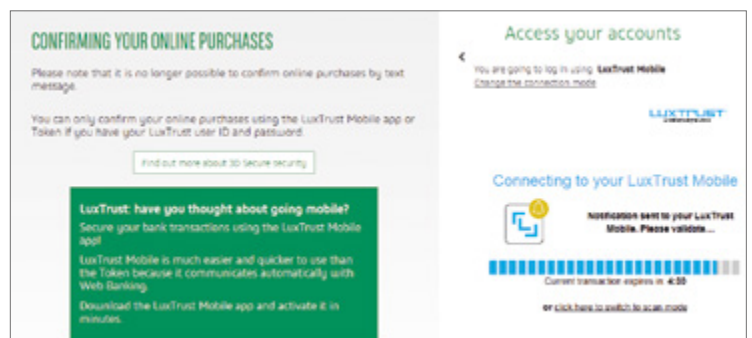 CONFIRMING YOUR ONLINE PURCHASES
Please note that it is no longer possible to confirm online purchases by text
message.
You can only confirm your online purchases using the LuxTrust Mobile app or
Token if you have your LuxTrust user ID and password.
Find out more about 3D Secure security
LuxTrust: have you thought about going mobile?
Secure your bank transactions using the LuxTrust Mobile
app!
LuxTrust Mobile is much easier and quicker to use than
the Token because it communicates automatically with
Web Banking.
Download the LuxTrust Mobile app and activate it in
minutes.
Access your accounts
You are going to log in using: LuxTrust Mobile
Change the connection mode
LUXTRUST
Connecting to your LuxTrust Mobile
Notification sent to your LuxTrust
Mobile. Please validate...
Current transaction expires in 4:50
or click here to switch to scan mode